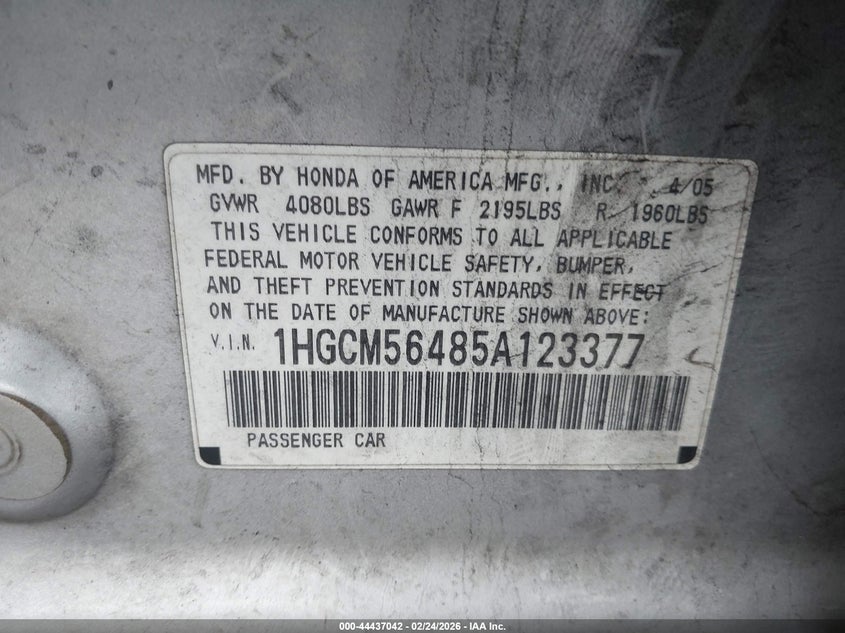 MFD. BY HONDA OF AMERICA MFG., INC. 4/05
GVWR 4080LBS GAWR F 2195LBS R 1960LBS
THIS VEHICLE CONFORMS TO ALL APPLICABLE
FEDERAL MOTOR VEHICLE SAFETY, BUMPER,
AND THEFT PREVENTION STANDARDS IN EFFECT
ON THE DATE OF MANUFACTURE SHOWN ABOVE:
V.I.N. 1HGCM56485A123377
PASSENGER CAR
000-44437042 - 02/24/2026 - IAA Inc.